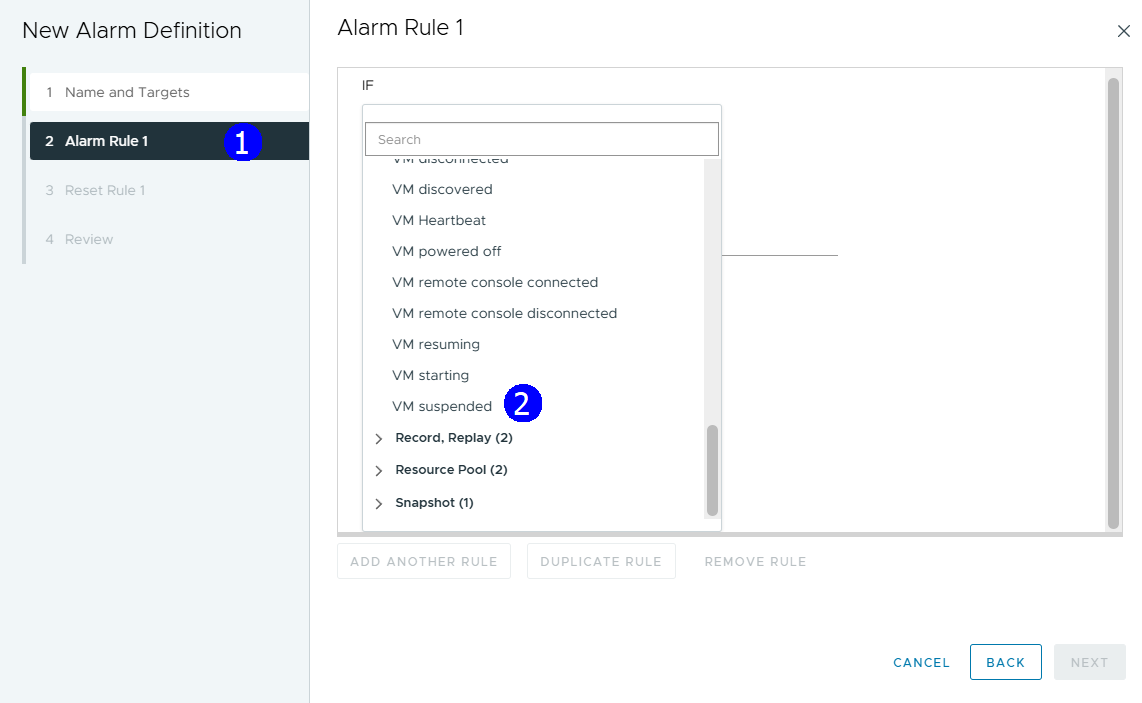 New Alarm Definition
1 Name and Targets
2 Alarm Rule 1
1
3 Reset Rule 1
4 Review
Alarm Rule 1
IF
Search
VM disconnected
VM discovered
VM Heartbeat
VM powered off
VM remote console connected
VM remote console disconnected
VM resuming
VM starting
VM suspended
2
Record, Replay (2)
Resource Pool (2)
Snapshot (1)
ADD ANOTHER RULE
DUPLICATE RULE
REMOVE RULE
CANCEL
BACK
NEXT